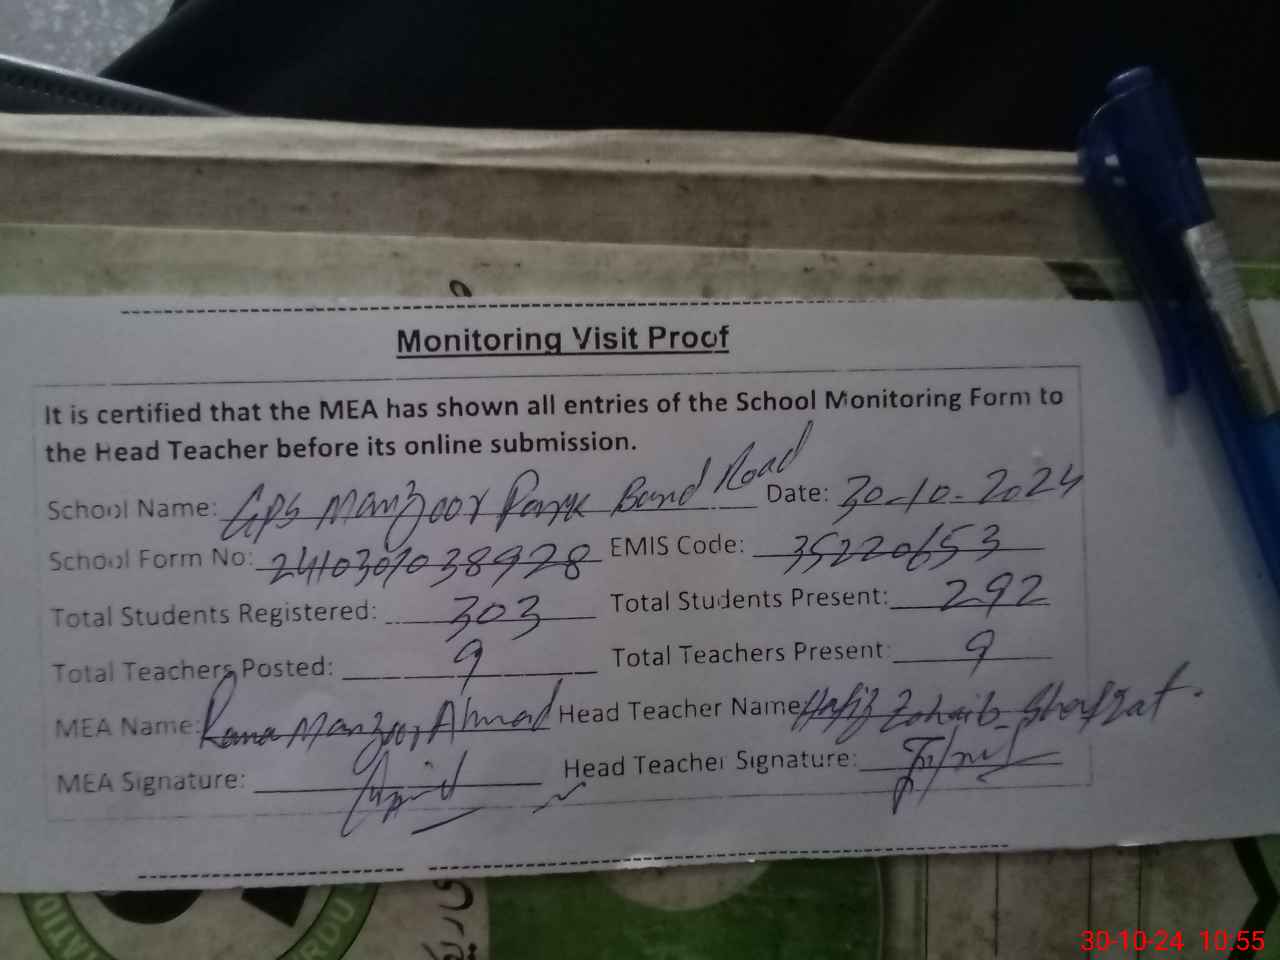 Monitoring Visit Proof
It is certified that the MEA has shown all entries of the School Monitoring Form to
the Head Teacher before its online submission.
School Name: GPS Manzoor Park Band Road Date: 30-10-2024
School Form No: 2410309038928 EMIS Code: 35220653
Total Students Registered: 303 Total Students Present: 292
Total Teachers Posted: 9 Total Teachers Present: 9
MEA Name: Rana Manzoor Ahmad Head Teacher Name Hafiz Zohaib Shafqat.
MEA Signature: Head Teacher Signature:
30-10-24 10:55